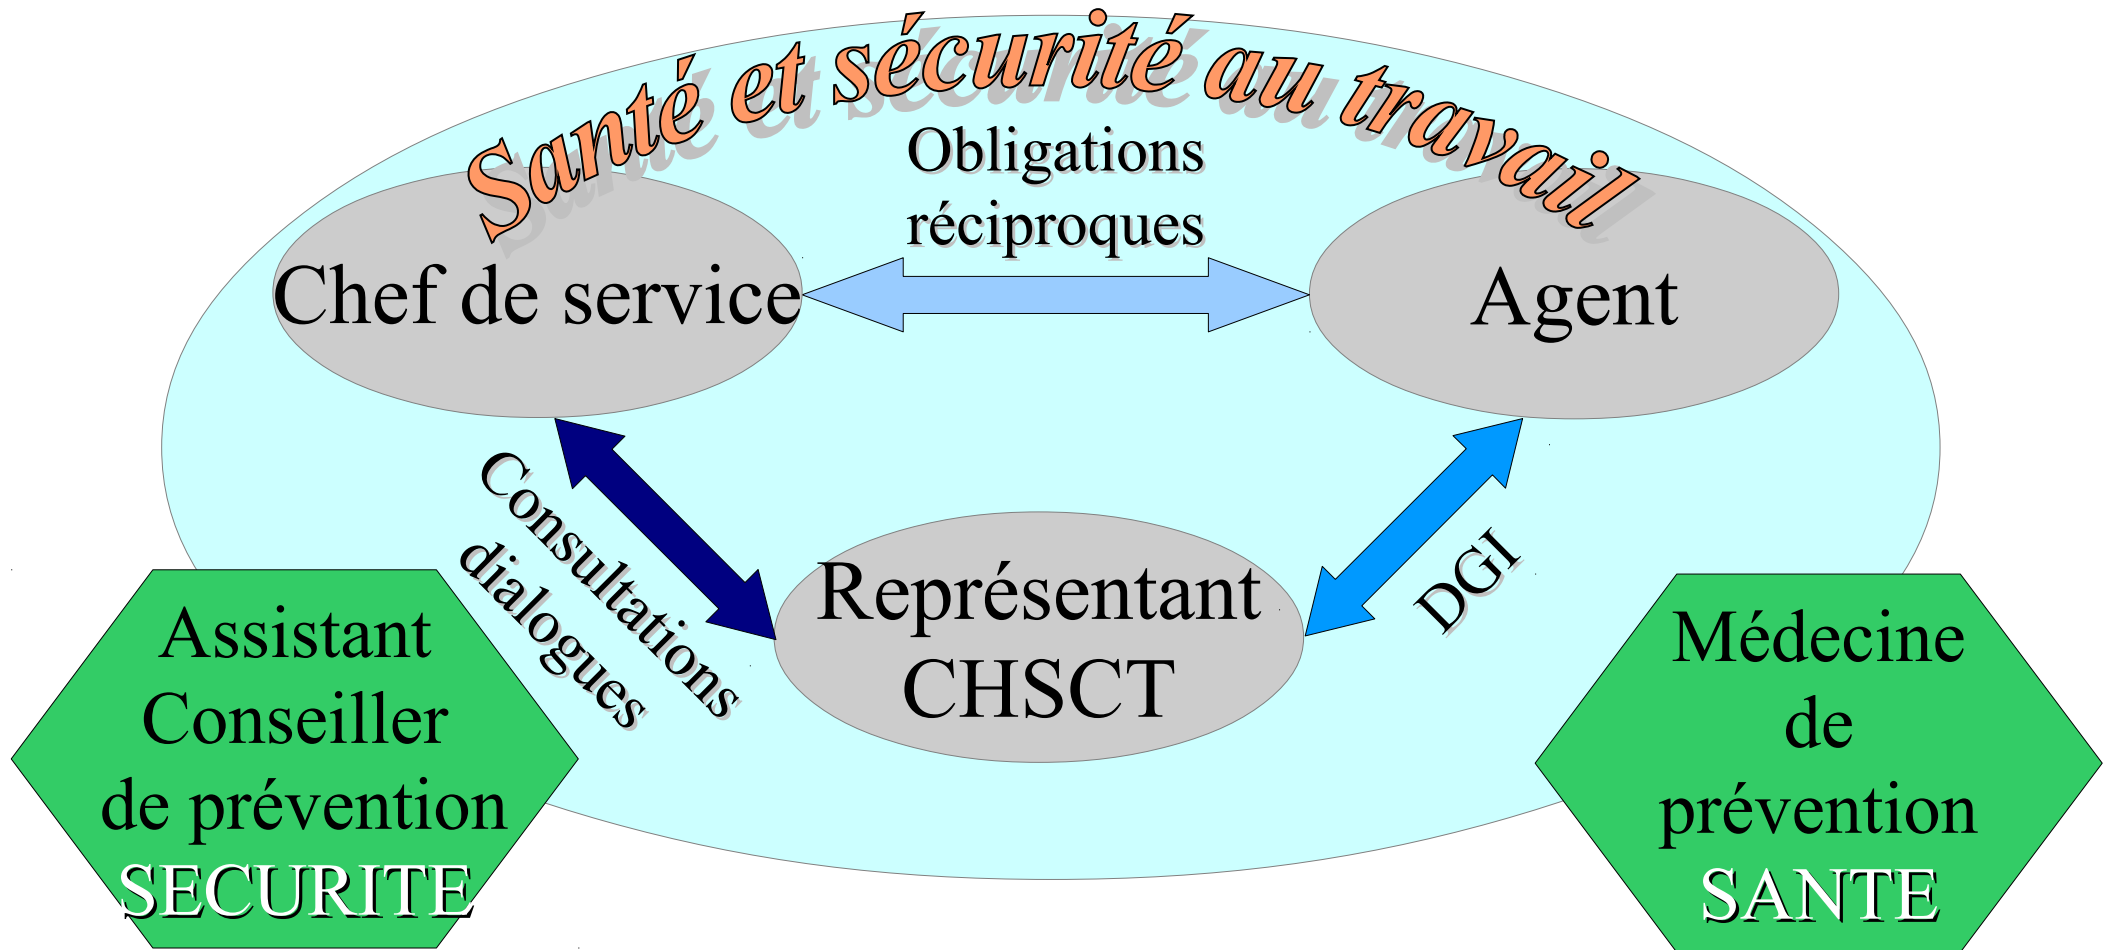 Santé et sécurité au travail
Obligations
réciproques
Chef de service
Agent
Consultations
dialogues
DGI
Représentant
CHSCT
Assistant
Conseiller
de prévention
SECURITE
Médecine
de
prévention
SANTE